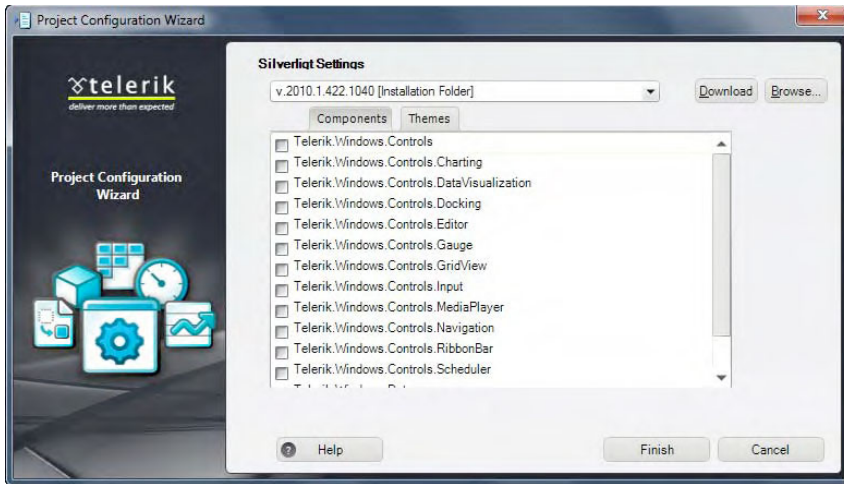 Project Configuration Wizard
telerik
deliver more than expected
Project Configuration
Wizard
Silverligt Settings
v.2010.1.422.1040 [Installation Folder]
Download
Browse...
Components
Themes
Telerik.Windows.Controls
Telerik.Windows.Controls.Charting
Telerik.Windows.Controls.DataVisualization
Telerik.Windows.Controls.Docking
Telerik.Windows.Controls.Editor
Telerik.Windows.Controls.Gauge
Telerik.Windows.Controls.GridView
Telerik.Windows.Controls.Input
Telerik.Windows.Controls.MediaPlayer
Telerik.Windows.Controls.Navigation
Telerik.Windows.Controls.RibbonBar
Telerik.Windows.Controls.Scheduler
Help
Finish
Cancel